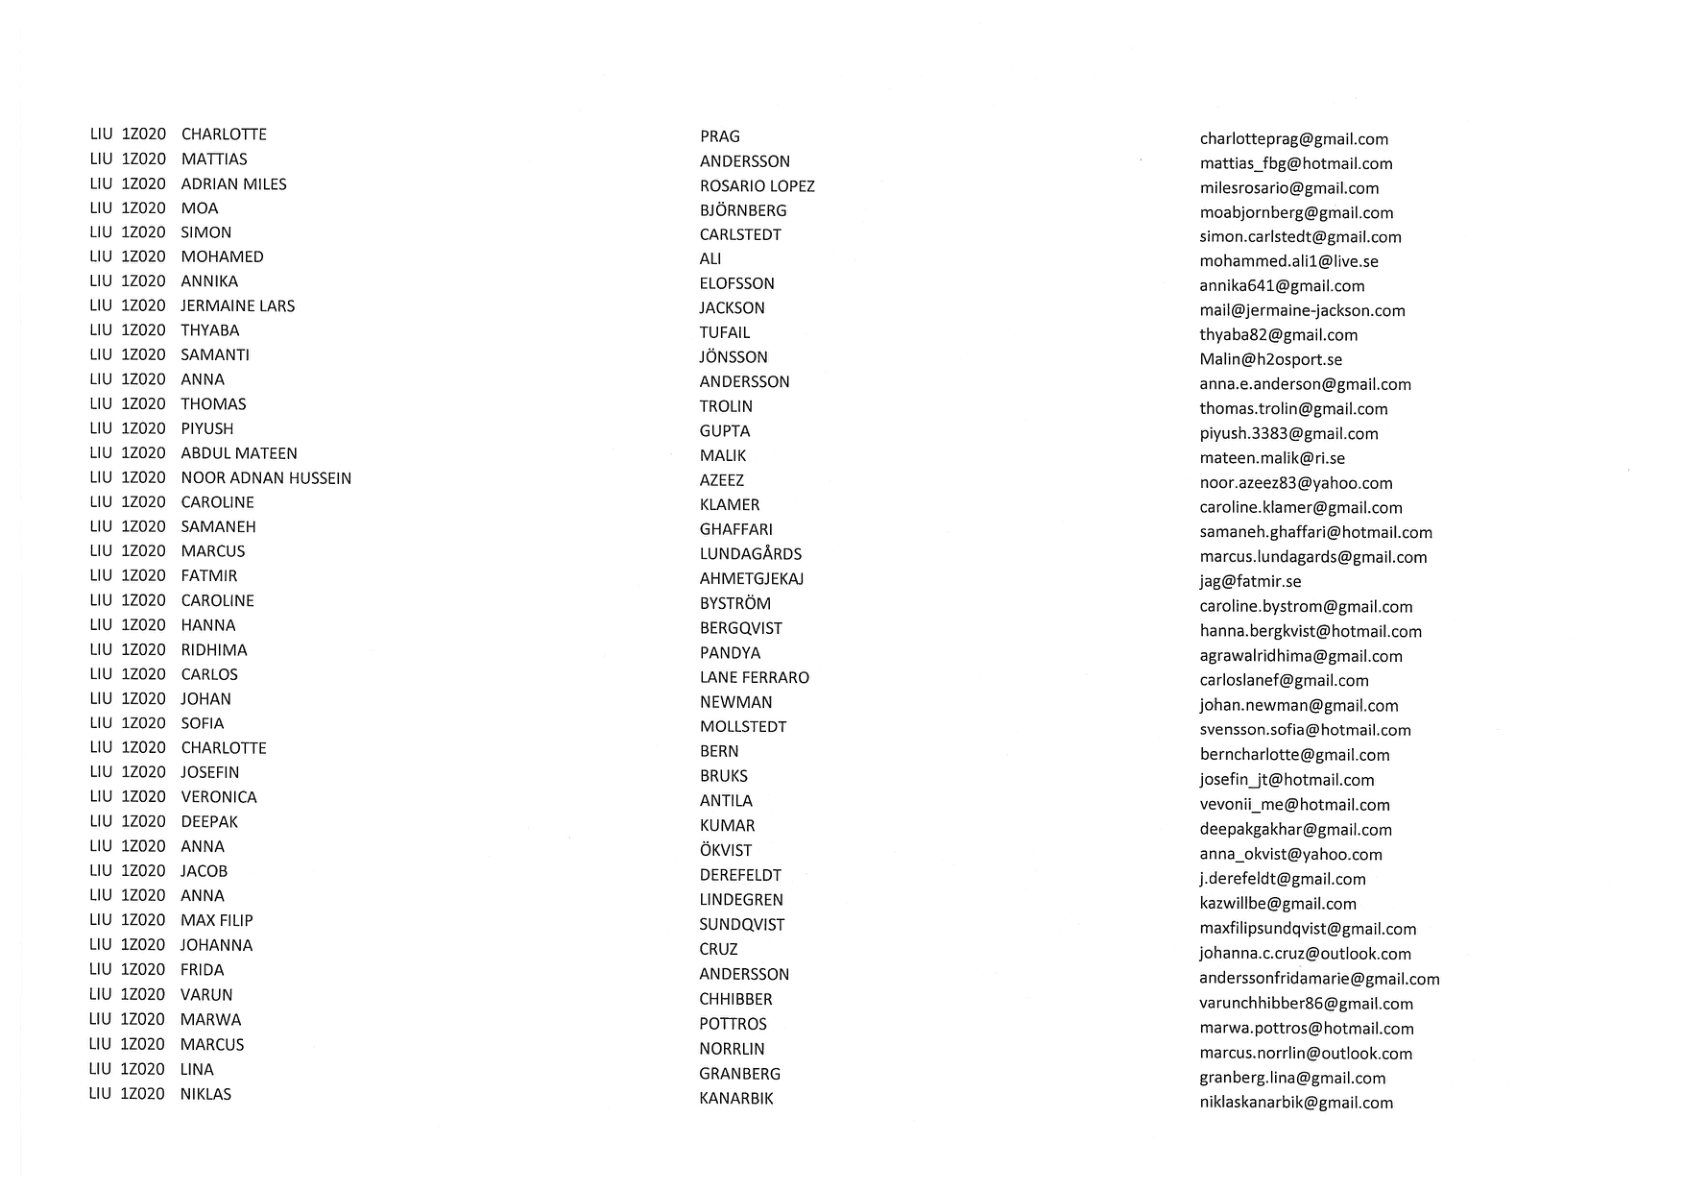 LIU 1Z020 CHARLOTTE PRAG charlotteprag@gmail.com
LIU 1Z020 MATTIAS ANDERSSON mattias_fbg@hotmail.com
LIU 1Z020 ADRIAN MILES ROSARIO LOPEZ milesrosario@gmail.com
LIU 1Z020 MOA BJÖRNBERG moabjornberg@gmail.com
LIU 1Z020 SIMON CARLSTEDT simon.carlstedt@gmail.com
LIU 1Z020 MOHAMED ALI mohammed.ali1@live.se
LIU 1Z020 ANNIKA ELOFSSON annika641@gmail.com
LIU 1Z020 JERMAINE LARS JACKSON mail@jermaine-jackson.com
LIU 1Z020 THYABA TUFAIL thyaba82@gmail.com
LIU 1Z020 SAMANTI JÖNSSON Malin@h2osport.se
LIU 1Z020 ANNA ANDERSSON anna.e.anderson@gmail.com
LIU 1Z020 THOMAS TROLIN thomas.trolin@gmail.com
LIU 1Z020 PIYUSH GUPTA piyush.3383@gmail.com
LIU 1Z020 ABDUL MATEEN MALIK mateen.malik@ri.se
LIU 1Z020 NOOR ADNAN HUSSEIN AZEEZ noor.azeez83@yahoo.com
LIU 1Z020 CAROLINE KLAMER caroline.klamer@gmail.com
LIU 1Z020 SAMANEH GHAFFARI samaneh.ghaffari@hotmail.com
LIU 1Z020 MARCUS LUNDAGÅRDS marcus.lundagards@gmail.com
LIU 1Z020 FATMIR AHMETGJEKAJ jag@fatmir.se
LIU 1Z020 CAROLINE BYSTRÖM caroline.bystrom@gmail.com
LIU 1Z020 HANNA BERGQVIST hanna.bergkvist@hotmail.com
LIU 1Z020 RIDHIMA PANDYA agrawalridhima@gmail.com
LIU 1Z020 CARLOS LANE FERRARO carloslanef@gmail.com
LIU 1Z020 JOHAN NEWMAN johan.newman@gmail.com
LIU 1Z020 SOFIA MOLLSTEDT svensson.sofia@hotmail.com
LIU 1Z020 CHARLOTTE BERN berncharlotte@gmail.com
LIU 1Z020 JOSEFIN BRUKS josefin_jt@hotmail.com
LIU 1Z020 VERONICA ANTILA vevonii_me@hotmail.com
LIU 1Z020 DEEPAK KUMAR deepakgakhar@gmail.com
LIU 1Z020 ANNA ÖKVIST anna_okvist@yahoo.com
LIU 1Z020 JACOB DEREFELDT j.derefeldt@gmail.com
LIU 1Z020 ANNA LINDEGREN kazwillbe@gmail.com
LIU 1Z020 MAX FILIP SUNDQVIST maxfilipsundqvist@gmail.com
LIU 1Z020 JOHANNA CRUZ johanna.c.cruz@outlook.com
LIU 1Z020 FRIDA ANDERSSON anderssonfridamarie@gmail.com
LIU 1Z020 VARUN CHHIBBER varunchhibber86@gmail.com
LIU 1Z020 MARWA POTTROS marwa.pottros@hotmail.com
LIU 1Z020 MARCUS NORRLIN marcus.norrlin@outlook.com
LIU 1Z020 LINA GRANBERG granberg.lina@gmail.com
LIU 1Z020 NIKLAS KANARBIK niklaskanarbik@gmail.com